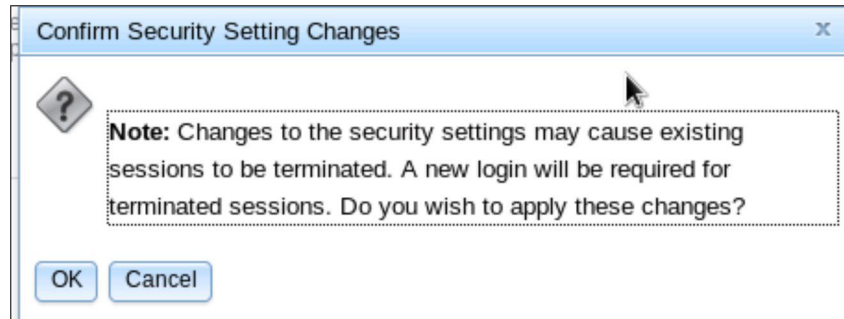 Confirm Security Setting Changes
x
?
Note: Changes to the security settings may cause existing
sessions to be terminated. A new login will be required for
terminated sessions. Do you wish to apply these changes?
OK Cancel